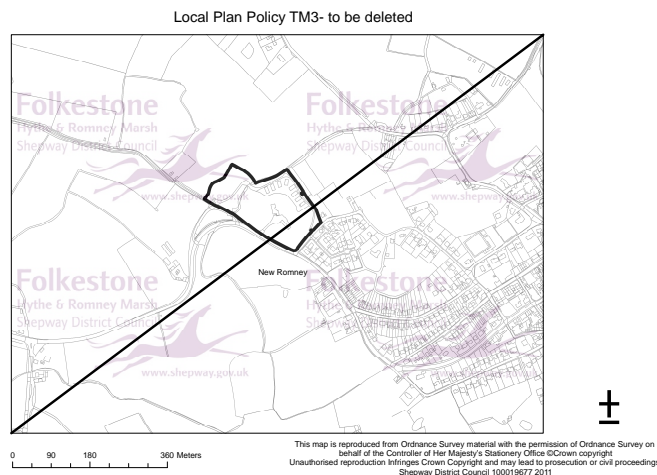 Local Plan Policy TM3- to be deleted
Folkestone
Hythe & Romney Marsh
Shepway District Council
www.shepway.gov.uk
Folkestone
Hythe & Romney Marsh
Shepway District Council
www.shepway.gov.uk
New Romney
Folkestone
Hythe & Romney Marsh
Shepway District Council
www.shepway.gov.uk
Folkestone
0 90 180 360 Meters
This map is reproduced from Ordnance Survey material with the permission of Ordnance Survey on
behalf of the Controller of Her Majesty's Stationery Office ©Crown copyright
Unauthorised reproduction Infringes Crown Copyright and may lead to prosecution or civil proceedings
Shepway District Council 100019677 2011